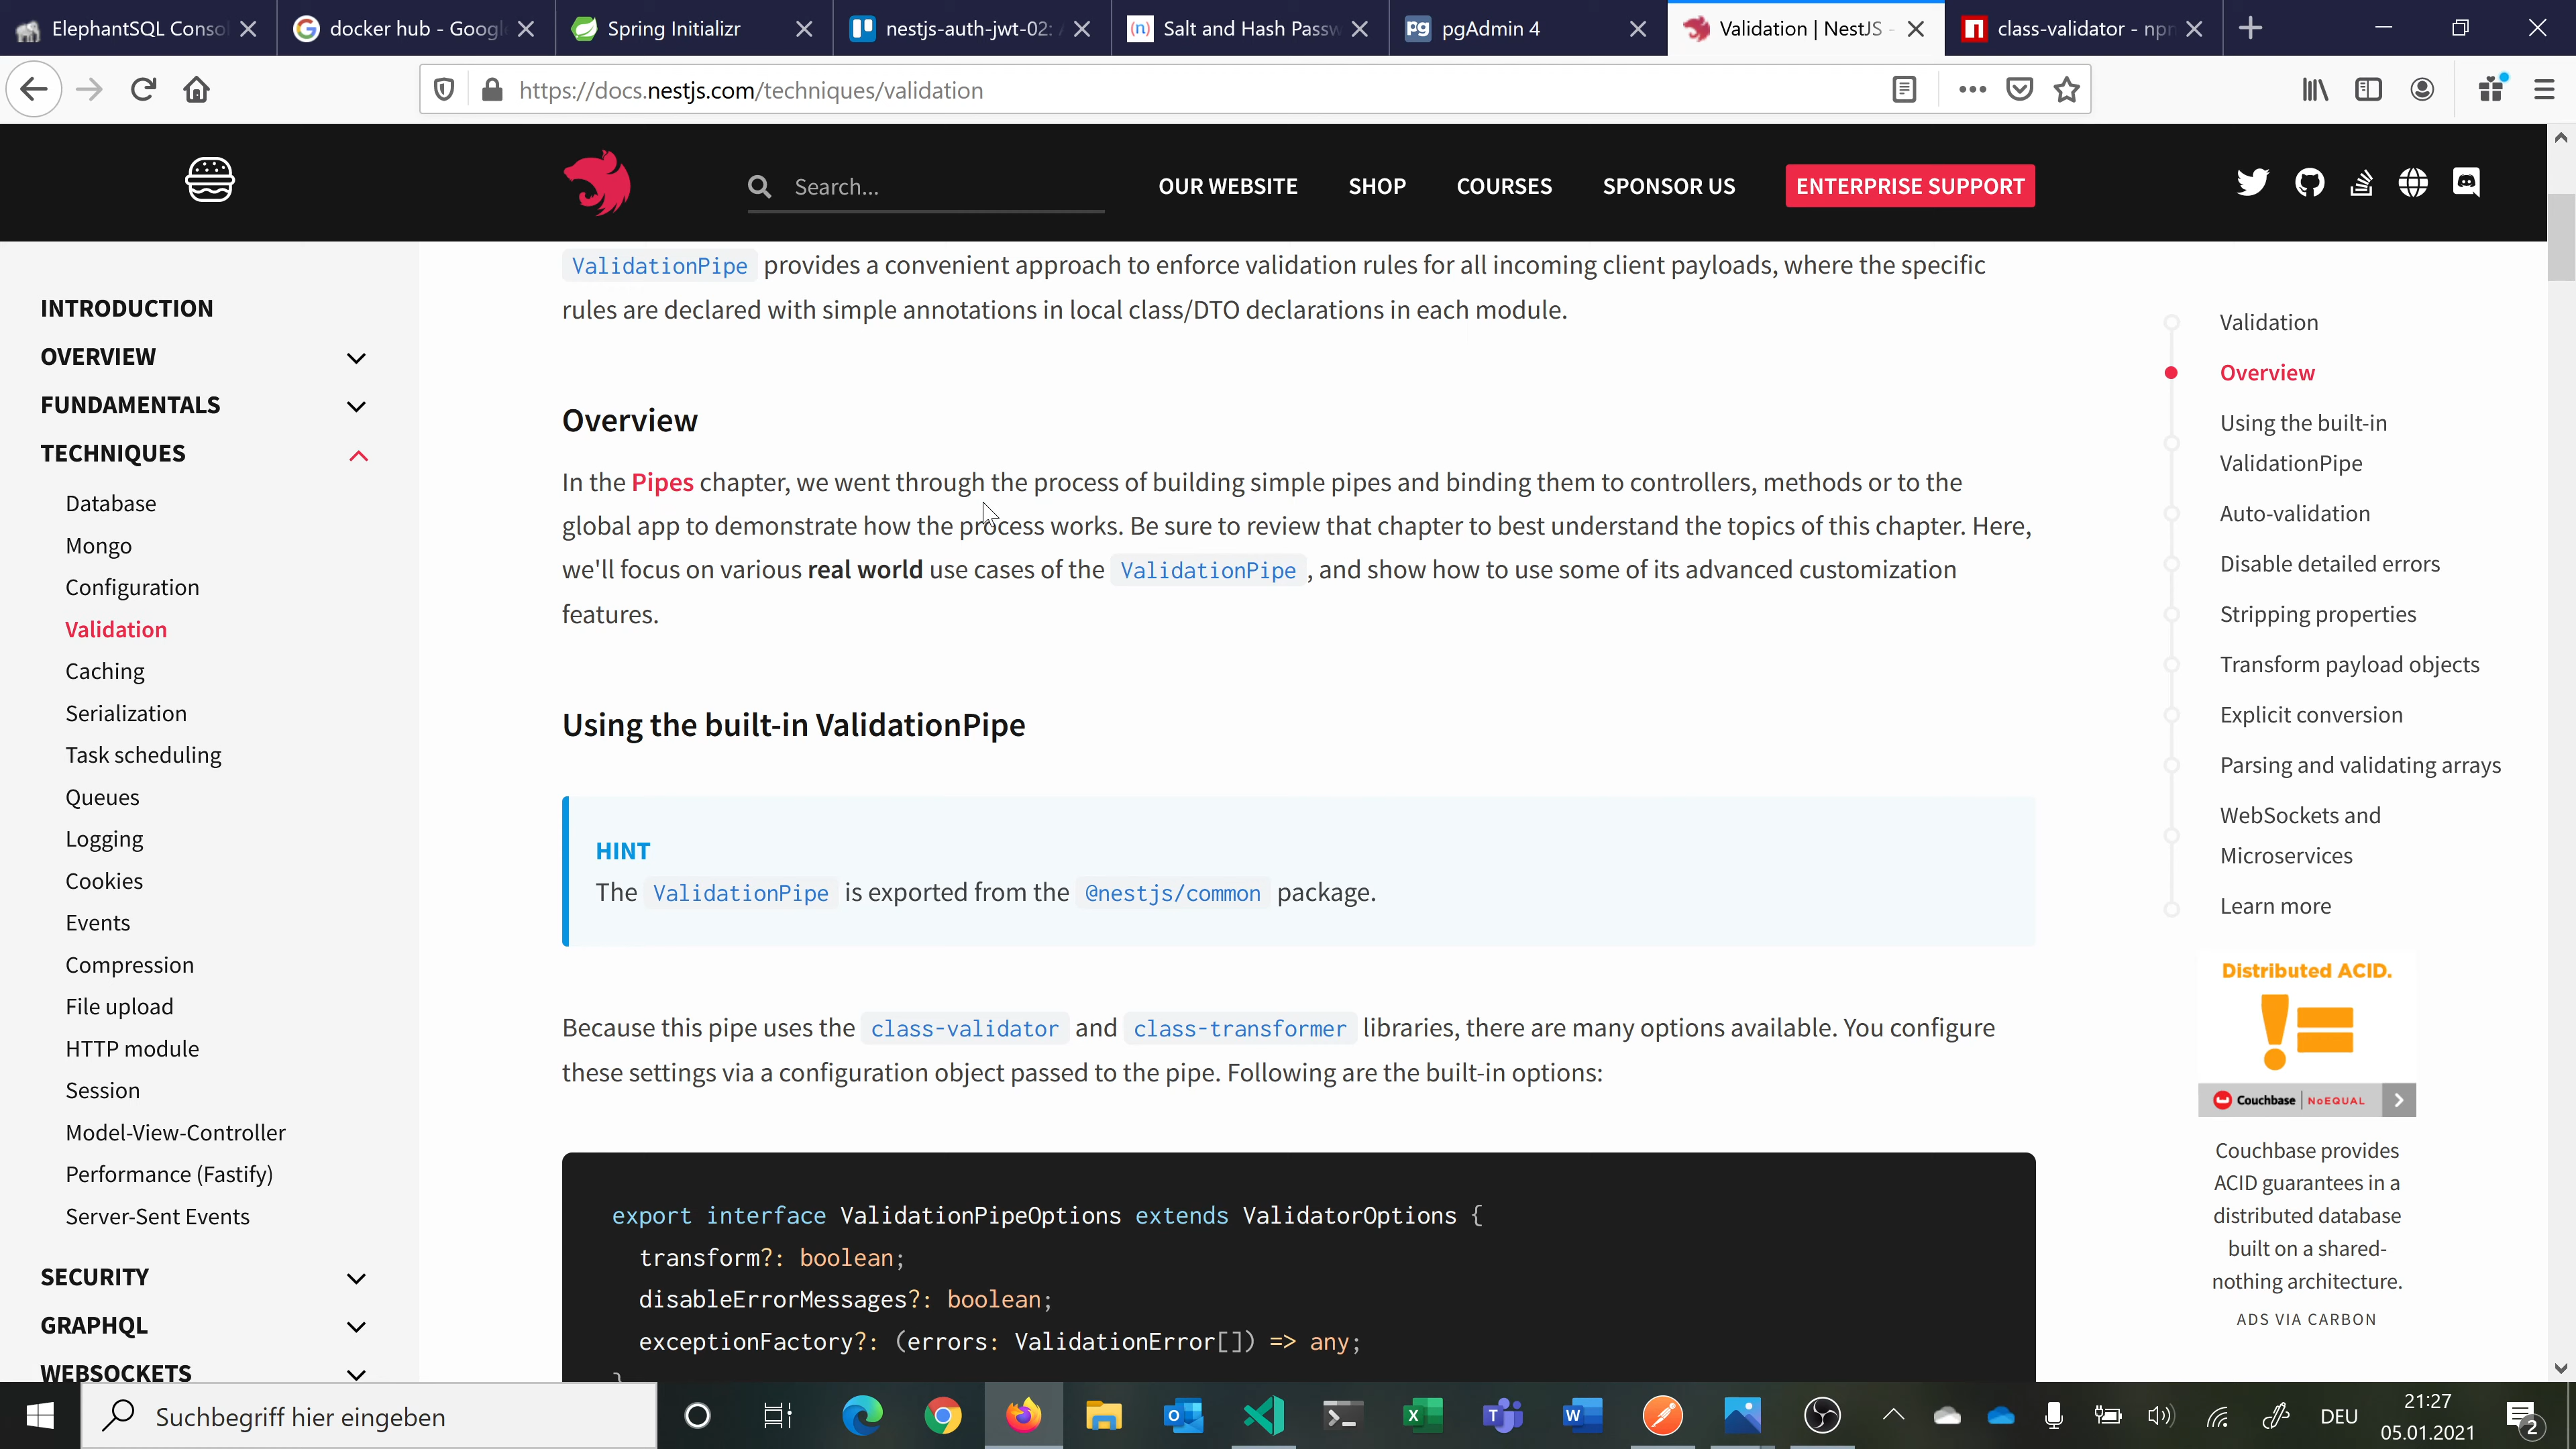 ElephantSQL Conso
docker hub - Googl
Spring Initializr
nestjs-auth-jwt-02:
Salt and Hash Passw
pgAdmin 4
Validation | NestJS -
class-validator - npm
https://docs.nestjs.com/techniques/validation
Search...
OUR WEBSITE
SHOP
COURSES
SPONSOR US
ENTERPRISE SUPPORT
INTRODUCTION
OVERVIEW
FUNDAMENTALS
TECHNIQUES
Database
Mongo
Configuration
Validation
Caching
Serialization
Task scheduling
Queues
Logging
Cookies
Events
Compression
File upload
HTTP module
Session
Model-View-Controller
Performance (Fastify)
Server-Sent Events
SECURITY
GRAPHQL
WEBSOCKETS
ValidationPipe provides a convenient approach to enforce validation rules for all incoming client payloads, where the specific
rules are declared with simple annotations in local class/DTO declarations in each module.
Overview
In the Pipes chapter, we went through the process of building simple pipes and binding them to controllers, methods or to the
global app to demonstrate how the process works. Be sure to review that chapter to best understand the topics of this chapter. Here,
we'll focus on various real world use cases of the ValidationPipe , and show how to use some of its advanced customization
features.
Using the built-in ValidationPipe
HINT
The ValidationPipe is exported from the @nestjs/common package.
Because this pipe uses the class-validator and class-transformer libraries, there are many options available. You configure
these settings via a configuration object passed to the pipe. Following are the built-in options:
export interface ValidationPipeOptions extends ValidatorOptions {
transform?: boolean;
disableErrorMessages?: boolean;
exceptionFactory?: (errors: ValidationError[]) => any;
}
Validation
Overview
Using the built-in
ValidationPipe
Auto-validation
Disable detailed errors
Stripping properties
Transform payload objects
Explicit conversion
Parsing and validating arrays
WebSockets and
Microservices
Learn more
Distributed ACID.
!=
Couchbase | NoEQUAL
Couchbase provides
ACID guarantees in a
distributed database
built on a shared-
nothing architecture.
ADS VIA CARBON
Suchbegriff hier eingeben
DEU
21:27
05.01.2021
2